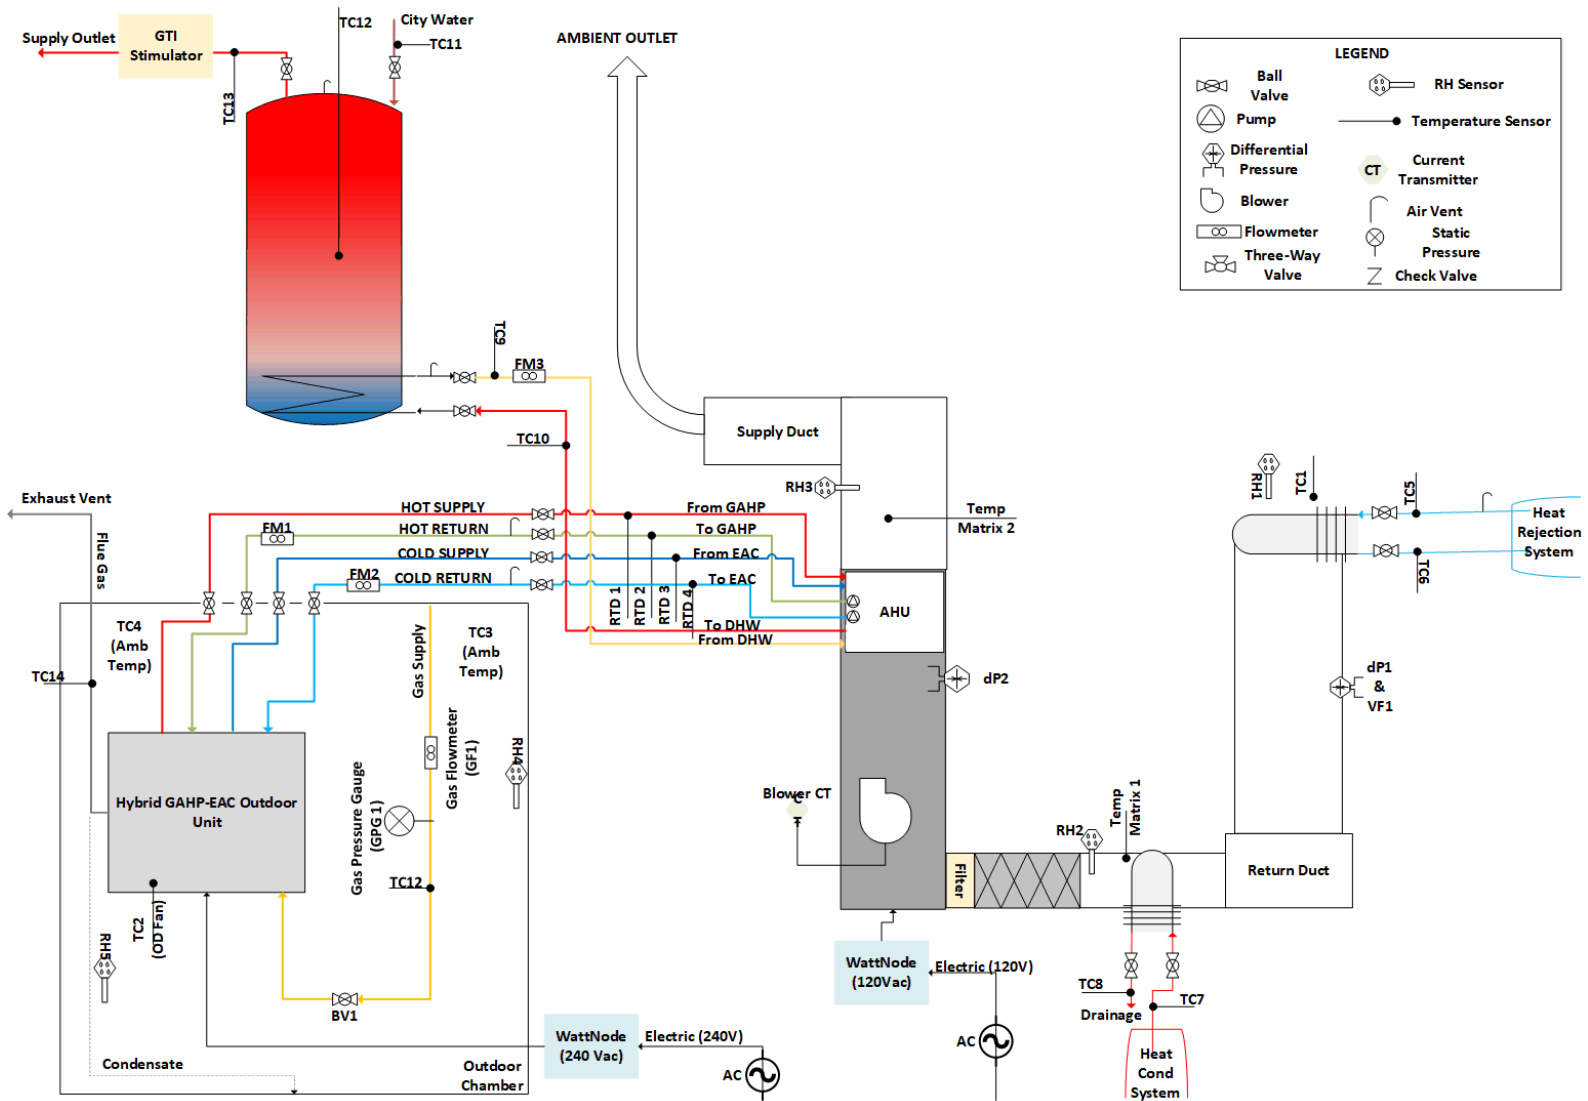 TC12
City Water
GTI
Stimulator
Supply Outlet
TC11
TC13
AMBIENT OUTLET
LEGEND
Ball
Valve
RH Sensor
Pump
Temperature Sensor
Differential
Pressure
CT
Current
Transmitter
Blower
Air Vent
Flowmeter
Static
Pressure
Three-Way
Valve
Check Valve
TC9
FM3
TC10
Supply Duct
RH3
Temp
Matrix 2
RH1
TC1
TC5
TC6
Heat
Rejection
System
Exhaust Vent
Flue Gas
HOT SUPPLY
From GAHP
FM1
HOT RETURN
To GAHP
COLD SUPPLY
From EAC
FM2
COLD RETURN
To EAC
RTD 1
RTD 2
RTD 3
RTD 4
To DHW
From DHW
AHU
TC4
(Amb
Temp)
TC3
(Amb
Temp)
Gas Supply
TC14
dP2
dP1
&
VF1
Gas Flowmeter
(GF1)
RH4
Gas Pressure Gauge
(GPG 1)
Hybrid GAHP-EAC Outdoor
Unit
TC12
TC2
(OD Fan)
RH5
BV1
Blower CT
C
Filter
RH2
Temp
Matrix 1
Return Duct
WattNode
(120Vac)
Electric (120V)
TC8
TC7
Drainage
Heat
Cond
System
AC
WattNode
(240 Vac)
Electric (240V)
AC
Condensate
Outdoor
Chamber